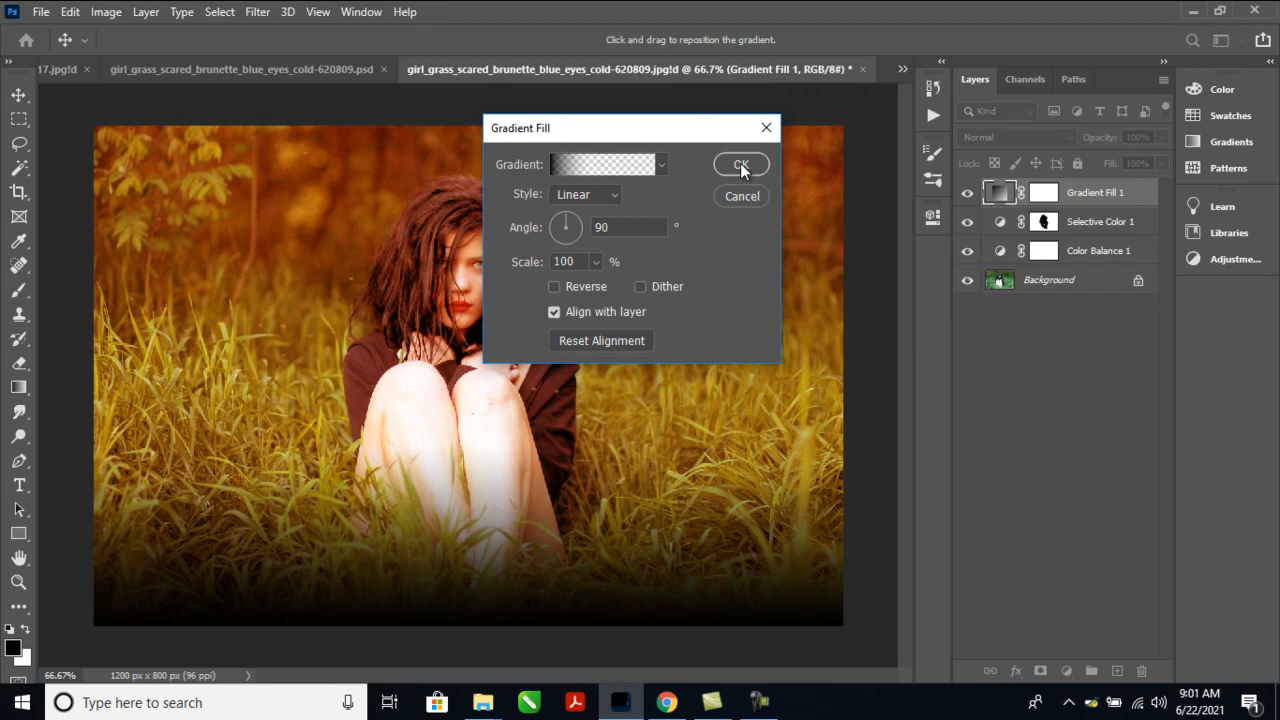 Ps File Edit Image Layer Type Select Filter 3D View Window Help
Click and drag to reposition the gradient.
17.jpg!d × girl_grass_scared_brunette_blue_eyes_cold-620809.psd × girl_grass_scared_brunette_blue_eyes_cold-620809.jpg!d @ 66.7% (Gradient Fill 1, RGB/8#) * ×
Gradient Fill
Gradient:
OK
Style: Linear
Cancel
Angle: 90 °
Scale: 100 %
Reverse Dither
Align with layer
Reset Alignment
Layers Channels Paths
Kind
Normal Opacity: 100%
Lock: Fill: 100%
Gradient Fill 1
Selective Color 1
Color Balance 1
Background
Color
Swatches
Gradients
Patterns
Learn
Libraries
Adjustme...
66.67% 1200 px x 800 px (96 ppi)
Type here to search
9:01 AM
6/22/2021
1